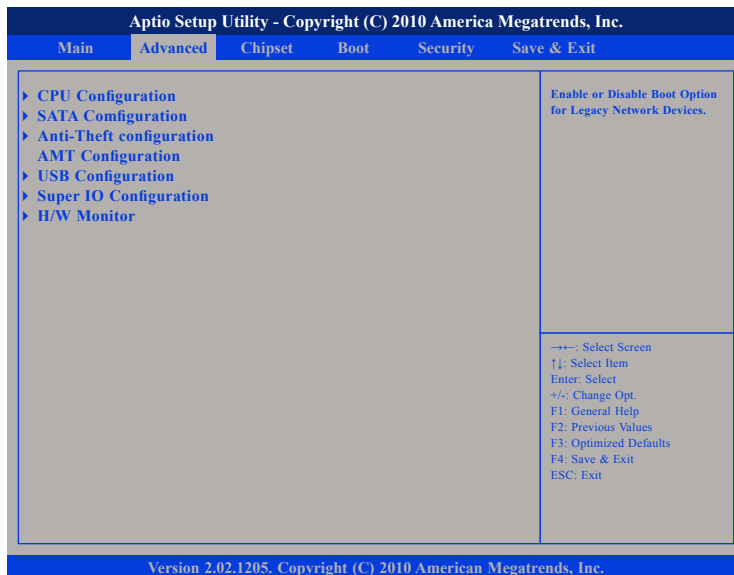 Aptio Setup Utility - Copyright (C) 2010 America Megatrends, Inc.
Main Advanced Chipset Boot Security Save & Exit
CPU Configuration
SATA Comfiguration
Anti-Theft configuration
AMT Configuration
USB Configuration
Super IO Configuration
H/W Monitor
Enable or Disable Boot Option
for Legacy Network Devices.
→←: Select Screen
↑↓: Select Item
Enter: Select
+/-: Change Opt.
F1: General Help
F2: Previous Values
F3: Optimized Defaults
F4: Save & Exit
ESC: Exit
Version 2.02.1205. Copyright (C) 2010 American Megatrends, Inc.